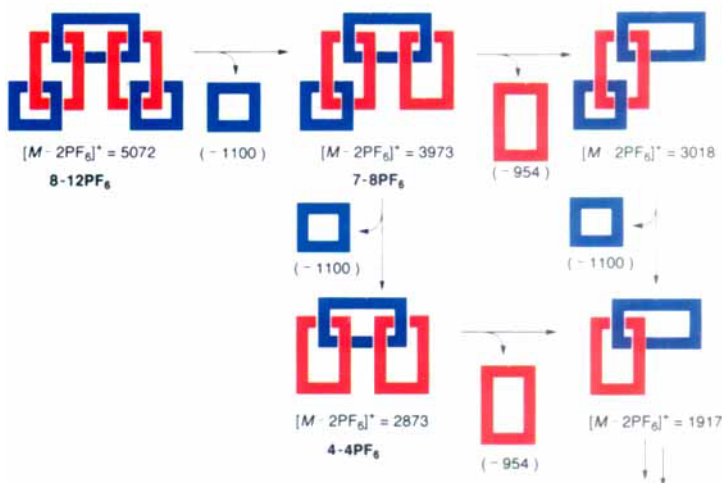 [M - 2PF₆]⁺ = 5072
8-12PF₆
(- 1100)
[M - 2PF₆]⁺ = 3973
7-8PF₆
(- 954)
[M 2PF₆]⁺ = 3018
(- 1100)
(- 1100)
[M - 2PF₆]⁺ = 2873
4-4PF₆
(- 954)
[M - 2PF₆]⁺ = 1917